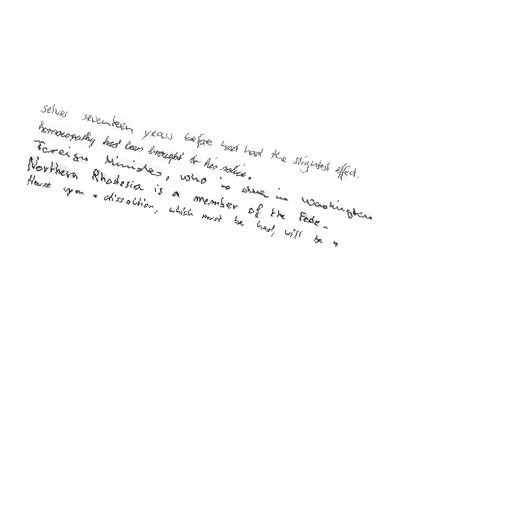 selves seventeen years before had had the slightest effect.
homoeopathy had been brought to his notice.
Foreign Minister, who is also in Washington
Northern Rhodesia is a member of the Fede-
House upon a dissolution, which must be had, will be a